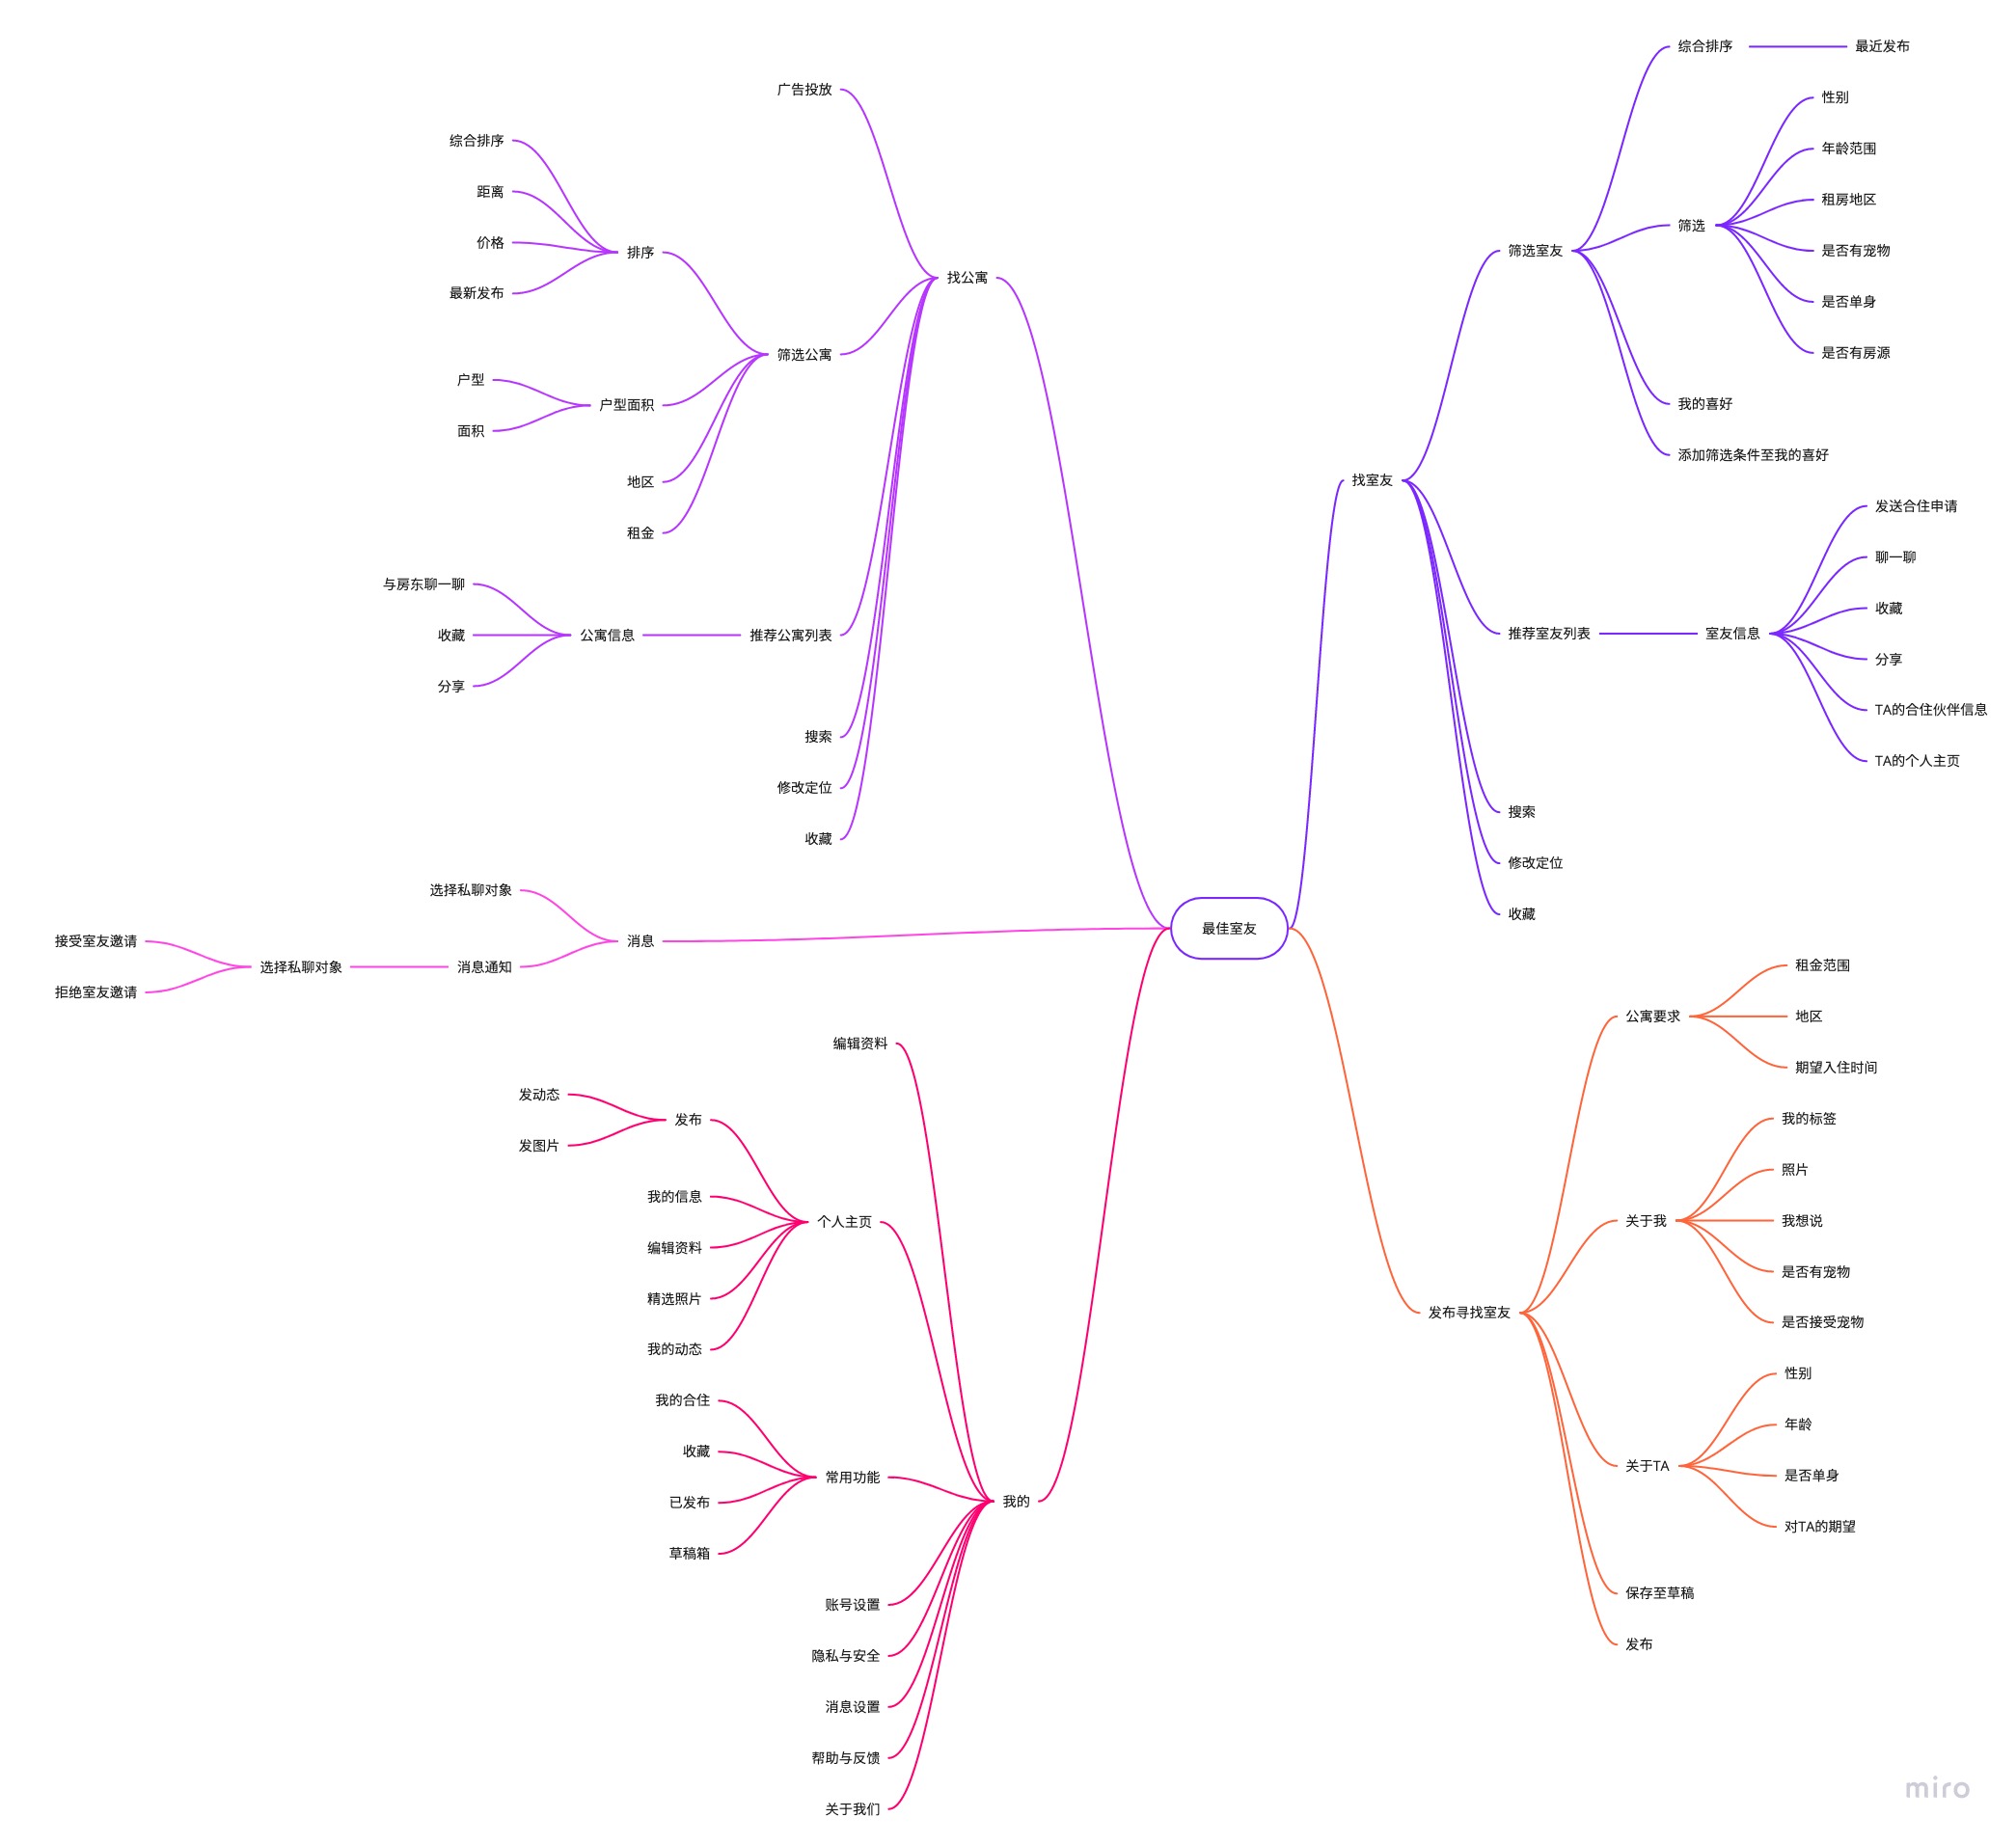 最佳室友
找公寓
广告投放
筛选公寓
排序
综合排序
距离
价格
最新发布
户型面积
户型
面积
地区
租金
推荐公寓列表
公寓信息
与房东聊一聊
收藏
分享
搜索
修改定位
收藏
消息
选择私聊对象
消息通知
选择私聊对象
接受室友邀请
拒绝室友邀请
我的
编辑资料
个人主页
发布
发动态
发图片
我的信息
编辑资料
精选照片
我的动态
常用功能
我的合住
收藏
已发布
草稿箱
账号设置
隐私与安全
消息设置
帮助与反馈
关于我们
找室友
筛选室友
综合排序
最近发布
筛选
性别
年龄范围
租房地区
是否有宠物
是否单身
是否有房源
我的喜好
添加筛选条件至我的喜好
推荐室友列表
室友信息
发送合住申请
聊一聊
收藏
分享
TA的合住伙伴信息
TA的个人主页
搜索
修改定位
收藏
发布寻找室友
公寓要求
租金范围
地区
期望入住时间
关于我
我的标签
照片
我想说
是否有宠物
是否接受宠物
关于TA
性别
年龄
是否单身
对TA的期望
保存至草稿
发布
miro